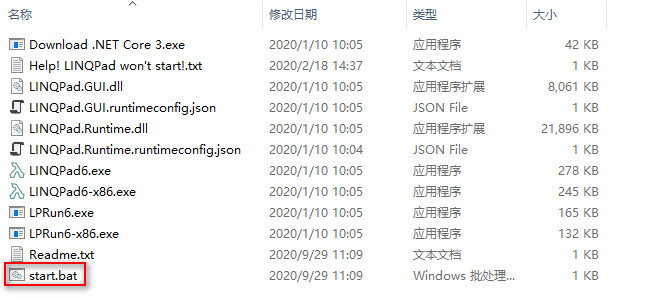 名称 修改日期 类型 大小
Download .NET Core 3.exe 2020/1/10 10:05 应用程序 42 KB
Help! LINQPad won't start!.txt 2020/2/18 14:37 文本文档 1 KB
LINQPad.GUI.dll 2020/1/10 10:05 应用程序扩展 8,061 KB
LINQPad.GUI.runtimeconfig.json 2020/1/10 10:05 JSON File 1 KB
LINQPad.Runtime.dll 2020/1/10 10:05 应用程序扩展 21,896 KB
LINQPad.Runtime.runtimeconfig.json 2020/1/10 10:04 JSON File 1 KB
LINQPad6.exe 2020/1/10 10:05 应用程序 278 KB
LINQPad6-x86.exe 2020/1/10 10:05 应用程序 245 KB
LPRun6.exe 2020/1/10 10:05 应用程序 165 KB
LPRun6-x86.exe 2020/1/10 10:05 应用程序 132 KB
Readme.txt 2020/9/29 11:09 文本文档 1 KB
start.bat 2020/9/29 11:09 Windows 批处理... 1 KB